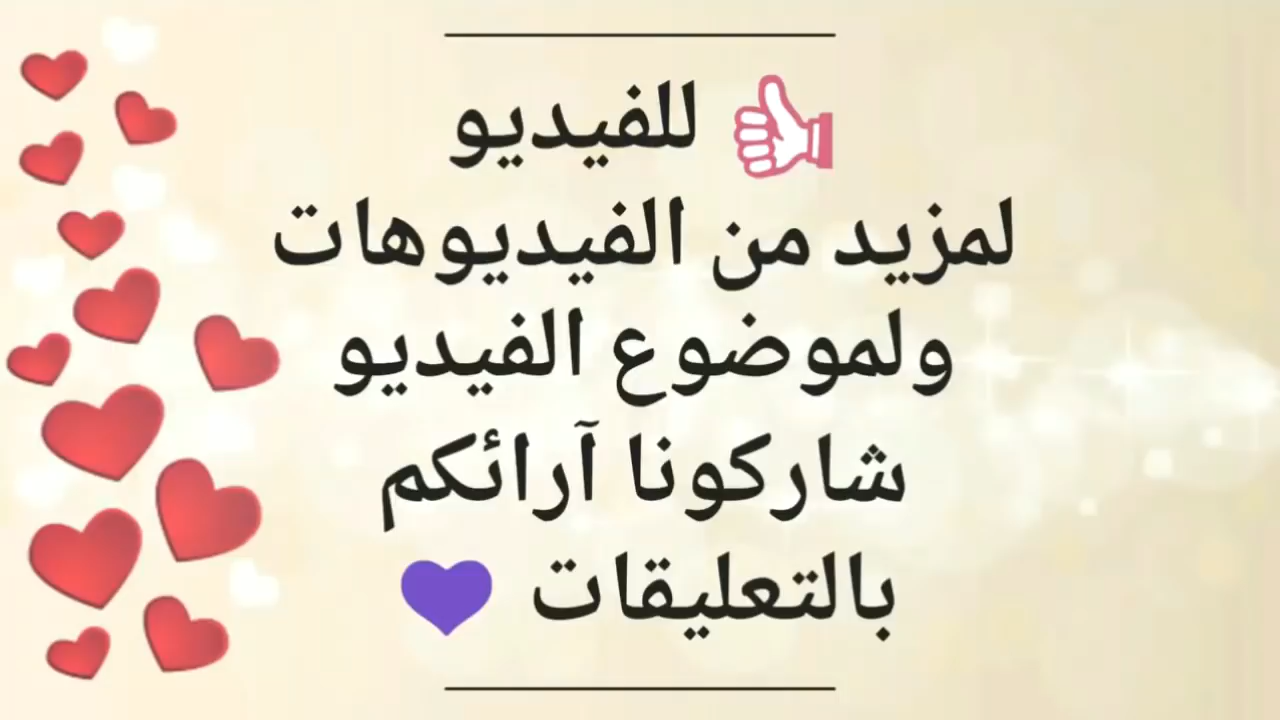 👍 للفيديو
لمزيد من الفيديوهات
ولموضوع الفيديو
شاركونا آرائكم
بالتعليقات 💜